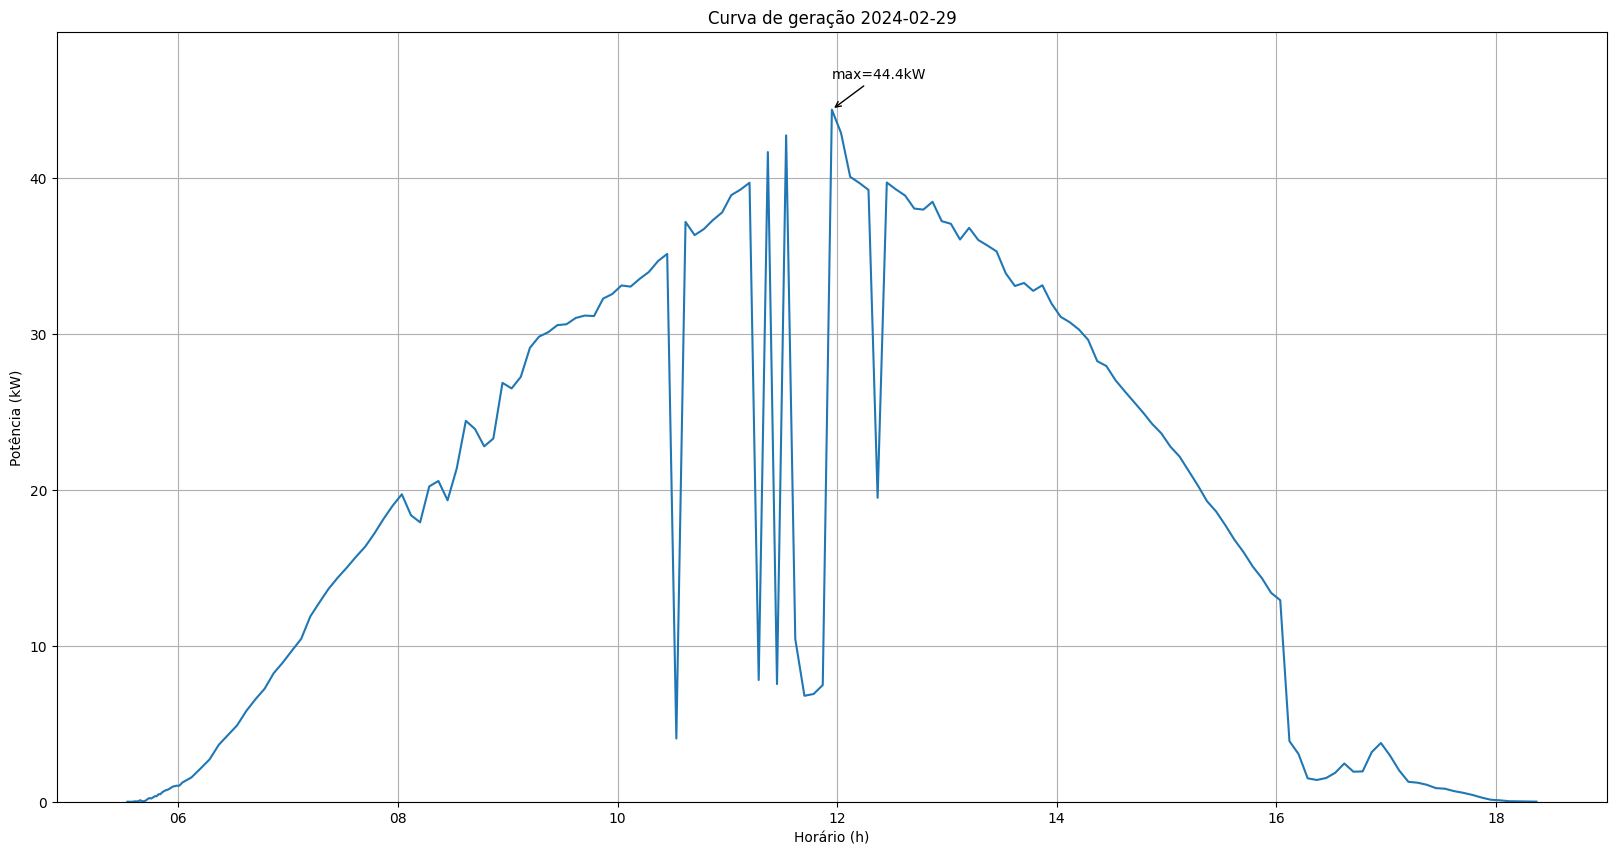 Curva de geração 2024-02-29
max=44.4kW
Potência (kW)
40
30
20
10
0
06 08 10 12 14 16 18
Horário (h)